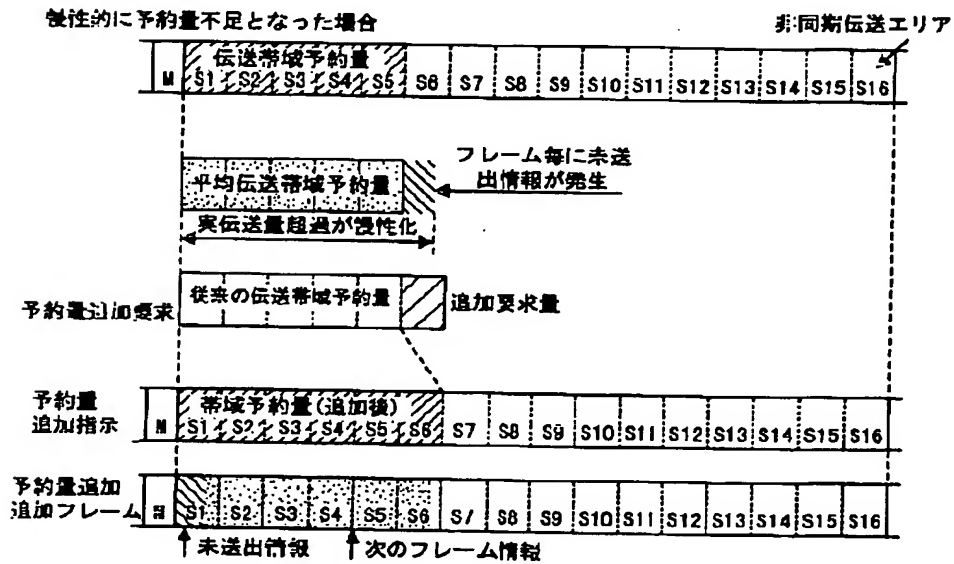 慢性的に予約量不足となった場合
非同期伝送エリア
伝送帯域予約量
M S1 S2 S3 S4 S5 S6 S7 S8 S9 S10 S11 S12 S13 S14 S15 S16
平均伝送帯域予約量
フレーム毎に未送
出情報が発生
実伝送量超過が慢性化
予約量追加要求
従来の伝送帯域予約量
追加要求量
予約量
追加指示
帯域予約量(追加後)
M S1 S2 S3 S4 S5 S6 S7 S8 S9 S10 S11 S12 S13 S14 S15 S16
予約量追加
追加フレーム
M S1 S2 S3 S4 S5 S6 S7 S8 S9 S10 S11 S12 S13 S14 S15 S16
未送出情報
次のフレーム情報